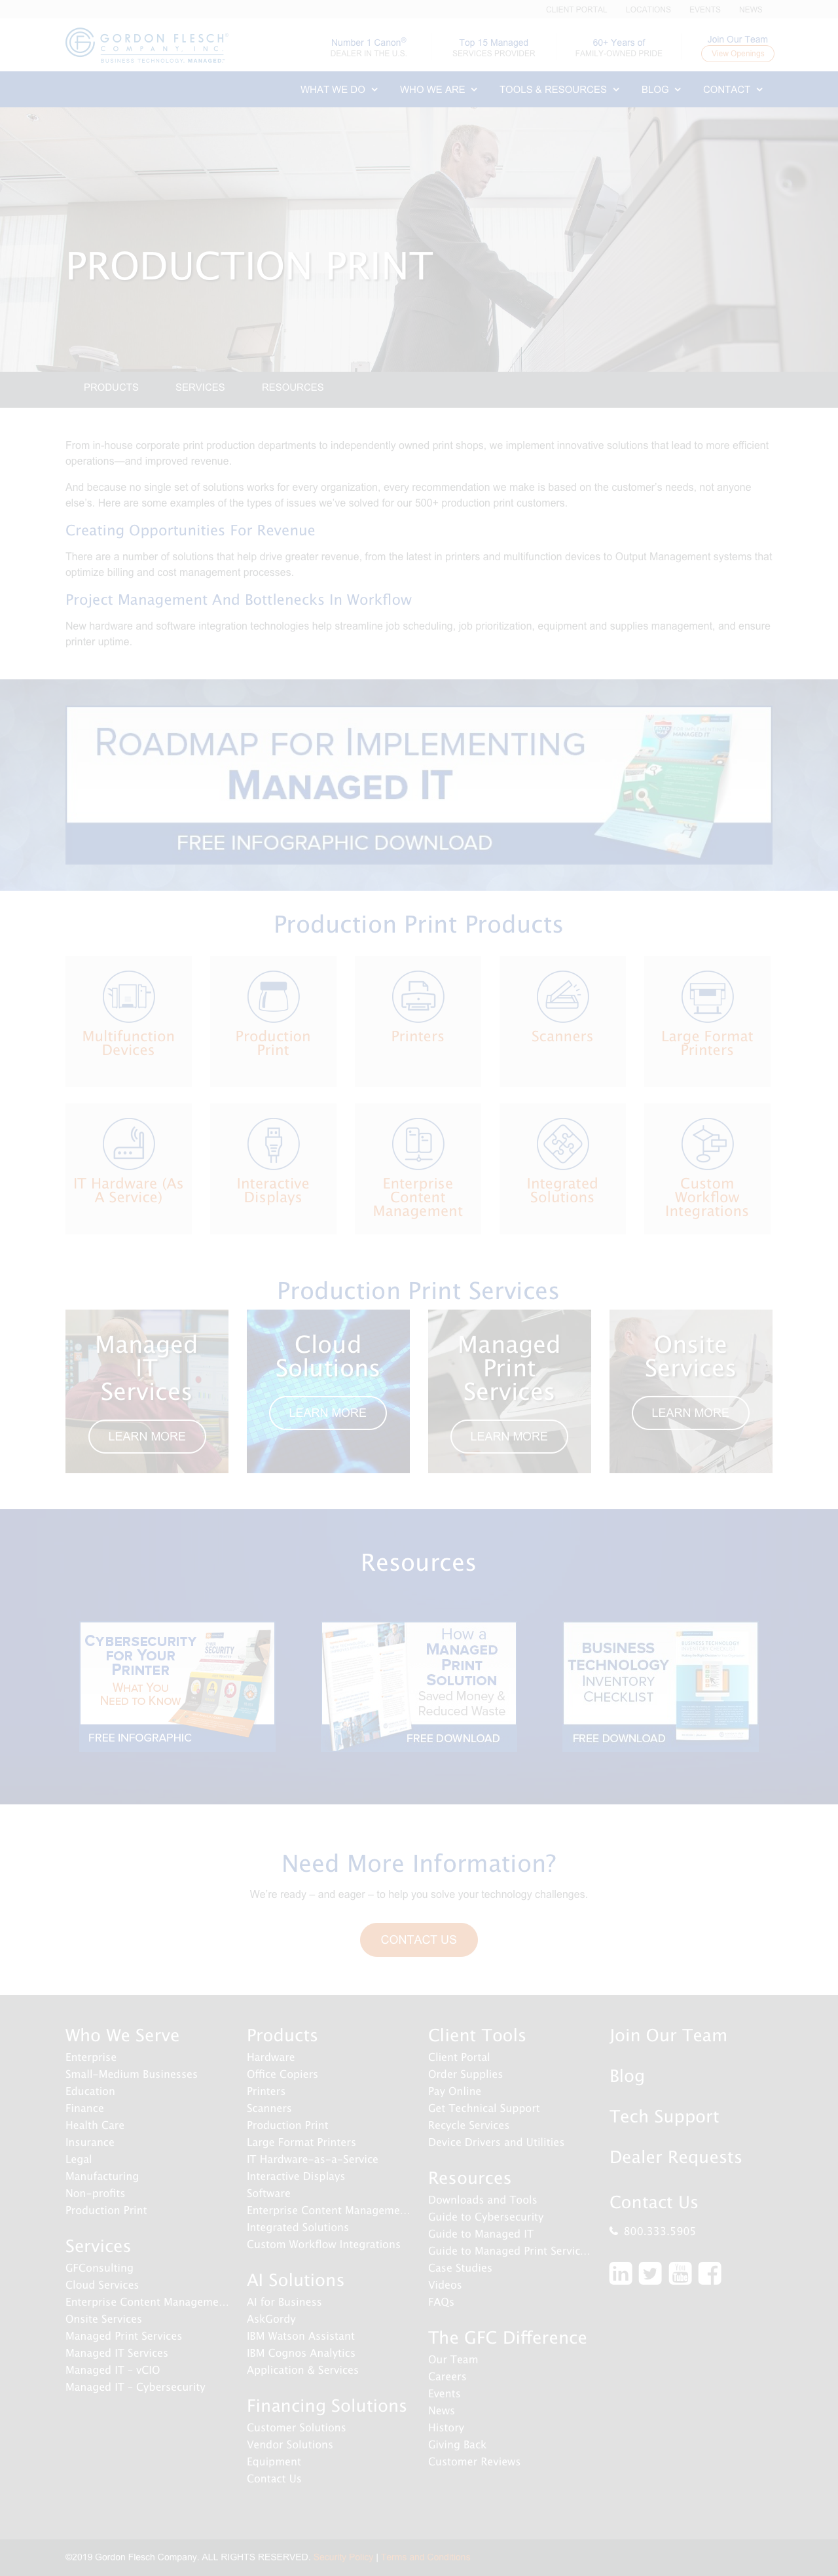 CLIENT PORTAL LOCATIONS EVENTS NEWS
GORDON FLESCH
COMPANY INC.
BUSINESS TECHNOLOGY MANAGED
Number 1 Canon®
DEALER IN THE U.S.
Top 15 Managed
SERVICES PROVIDER
60+ Years of
FAMILY-OWNED PRIDE
Join Our Team
View Openings
WHAT WE DO WHO WE ARE TOOLS & RESOURCES BLOG CONTACT
PRODUCTION PRINT
PRODUCTS SERVICES RESOURCES
From in-house corporate print production departments to independently owned print shops, we implement innovative solutions that lead to more efficient
operations—and improved revenue.
And because no single set of solutions works for every organization, every recommendation we make is based on the customer's needs, not anyone
else's. Here are some examples of the types of issues we've solved for our 500+ production print customers.
Creating Opportunities For Revenue
There are a number of solutions that help drive greater revenue, from the latest in printers and multifunction devices to Output Management systems that
optimize billing and cost management processes.
Project Management And Bottlenecks In Workflow
New hardware and software integration technologies help streamline job scheduling, job prioritization, equipment and supplies management, and ensure
printer uptime.
ROADMAP FOR IMPLEMENTING
MANAGED IT
FREE INFOGRAPHIC DOWNLOAD
Production Print Products
Multifunction
Devices
Production
Print
Printers
Scanners
Large Format
Printers
IT Hardware (As
A Service)
Interactive
Displays
Enterprise
Content
Management
Integrated
Solutions
Custom
Workflow
Integrations
Production Print Services
Managed
IT
Services
LEARN MORE
Cloud
Solutions
LEARN MORE
Managed
Print
Services
LEARN MORE
Onsite
Services
LEARN MORE
Resources
CYBERSECURITY
FOR YOUR
PRINTER
WHAT YOU
NEED TO KNOW
SECURITY
FREE INFOGRAPHIC
How a
MANAGED
PRINT
SOLUTION
Saved Money &
Reduced Waste
FREE DOWNLOAD
BUSINESS
TECHNOLOGY
INVENTORY
CHECKLIST
FREE DOWNLOAD
Need More Information?
We're ready – and eager – to help you solve your technology challenges.
CONTACT US
Who We Serve
Enterprise
Small-Medium Businesses
Education
Finance
Health Care
Insurance
Legal
Manufacturing
Non-profits
Production Print
Services
GFConsulting
Cloud Services
Enterprise Content Manageme...
Onsite Services
Managed Print Services
Managed IT Services
Managed IT - vCIO
Managed IT - Cybersecurity
Products
Hardware
Office Copiers
Printers
Scanners
Production Print
Large Format Printers
IT Hardware-as-a-Service
Interactive Displays
Software
Enterprise Content Manageme...
Integrated Solutions
Custom Workflow Integrations
AI Solutions
AI for Business
AskGordy
IBM Watson Assistant
IBM Cognos Analytics
Application & Services
Financing Solutions
Customer Solutions
Vendor Solutions
Equipment
Contact Us
Client Tools
Client Portal
Order Supplies
Pay Online
Get Technical Support
Recycle Services
Device Drivers and Utilities
Resources
Downloads and Tools
Guide to Cybersecurity
Guide to Managed IT
Guide to Managed Print Servic...
Case Studies
Videos
FAQs
The GFC Difference
Our Team
Careers
Events
News
History
Giving Back
Customer Reviews
Join Our Team
Blog
Tech Support
Dealer Requests
Contact Us
800.333.5905
©2019 Gordon Flesch Company. ALL RIGHTS RESERVED. Security Policy | Terms and Conditions